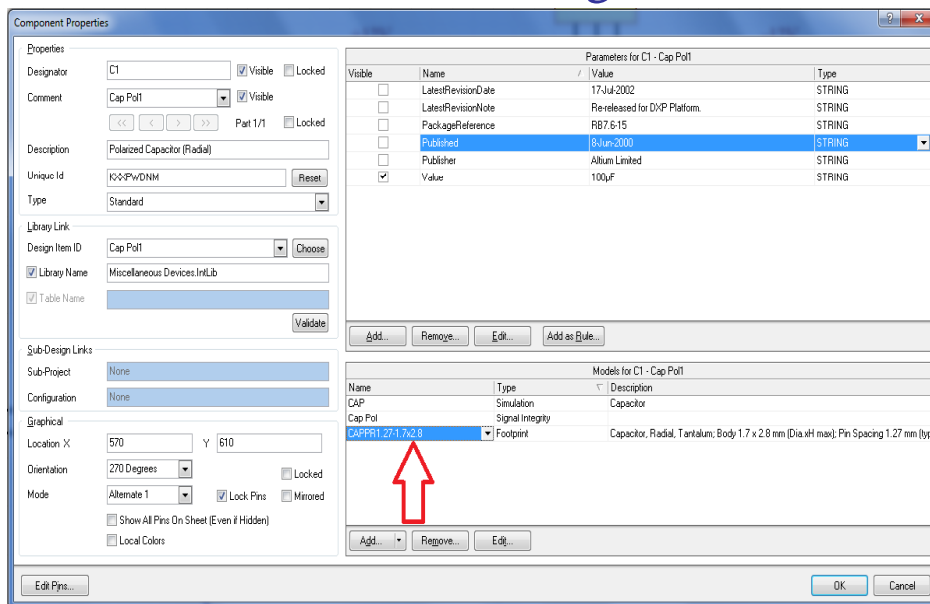 Component Properties
Properties
Designator C1 Visible Locked
Comment Cap Pol1 Visible
<< < > >> Part 1/1 Locked
Description Polarized Capacitor (Radial)
Unique Id Reset
Type Standard
Library Link
Design Item ID Cap Pol1 Choose
Library Name Miscellaneous Devices.IntLib
Table Name
Validate
Sub-Design Links
Sub-Project None
Configuration None
Graphical
Location X 570 Y 610
Orientation 270 Degrees Locked
Mode Alternate 1 Lock Pins Mirrored
Show All Pins On Sheet (Even if Hidden)
Local Colors
Edit Pins...
Parameters for C1 - Cap Pol1
Visible Name / Value Type
LatestRevisionDate 17-Jul-2002 STRING
LatestRevisionNote Re-released for DXP Platform. STRING
PackageReference RB7.6-15 STRING
Published 8-Jun-2000 STRING
Publisher Altium Limited STRING
Value 100µF STRING
Add... Remove... Edit... Add as Rule...
Models for C1 - Cap Pol1
Name Type Description
CAP Simulation Capacitor
Cap Pol Signal Integrity
CAPPR1.27-1.7x2.8 Footprint Capacitor, Radial, Tantalum; Body 1.7 x 2.8 mm (Dia.xH max); Pin Spacing 1.27 mm (typ
Add... Remove... Edit...
OK Cancel